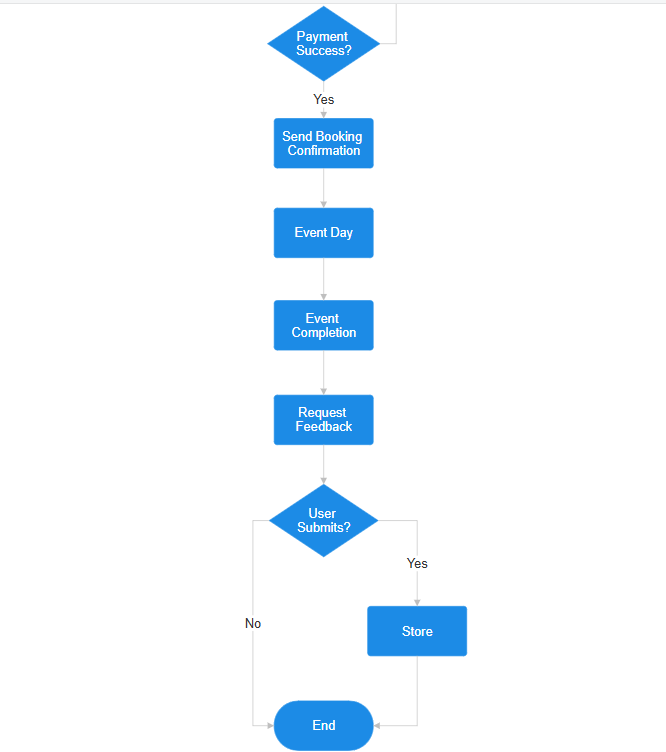 Payment
Success?
Yes
Send Booking
Confirmation
Event Day
Event
Completion
Request
Feedback
User
Submits?
Yes
No
Store
End